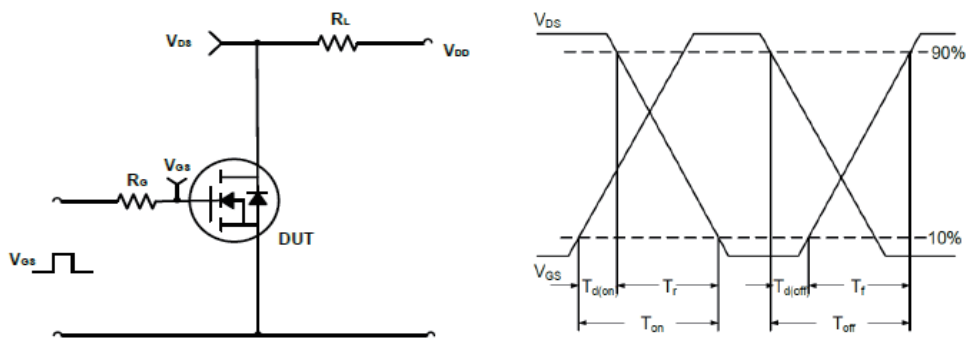 RL
VDS
VDD
VGS
RG
DUT
VGS
VDS
90%
10%
VGS
Td(on)
Tr
Td(off)
Tf
Ton
Toff